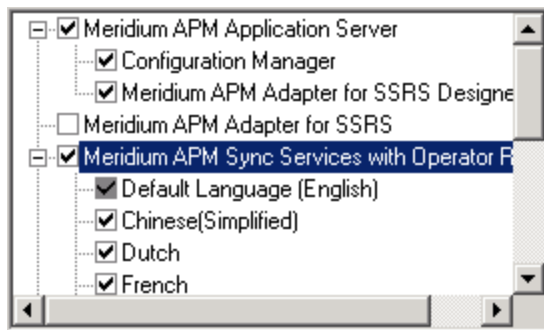 Meridium APM Application Server
Configuration Manager
Meridium APM Adapter for SSRS Designe
Meridium APM Adapter for SSRS
Meridium APM Sync Services with Operator R
Default Language (English)
Chinese(Simplified)
Dutch
French